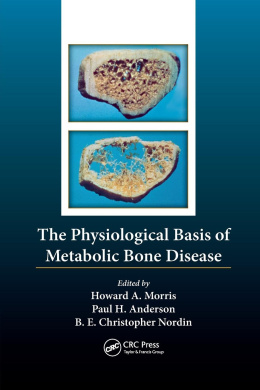 The Physiological Basis of
Metabolic Bone Disease
Edited by
Howard A. Morris
Paul H. Anderson
B. E. Christopher Nordin
CRC
CRC Press
Taylor & Francis Group